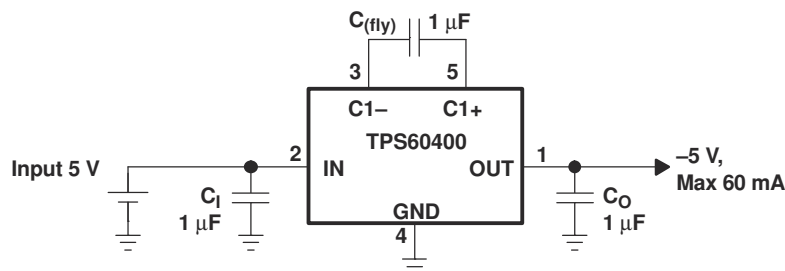 C(fly) 1 μF
3 5
C1– C1+
TPS60400
Input 5 V
2 IN OUT 1
–5 V,
Max 60 mA
CI
1 μF
GND
4
CO
1 μF